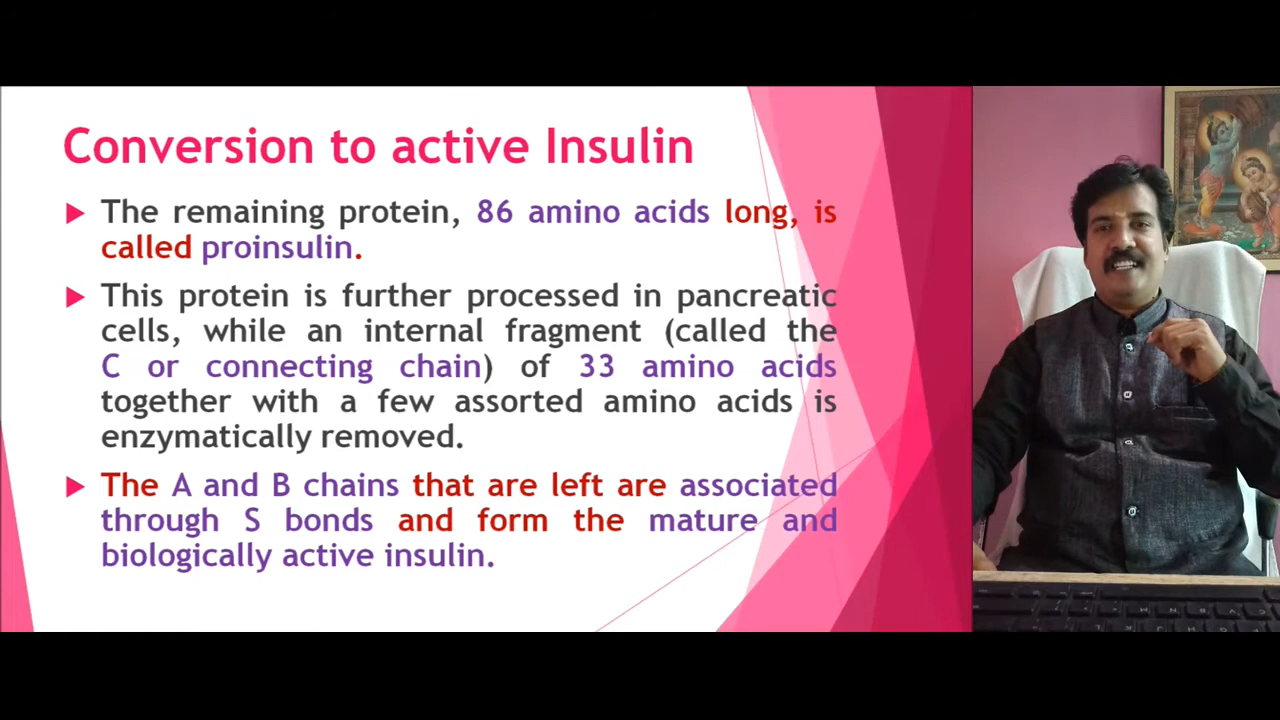 Conversion to active Insulin
The remaining protein, 86 amino acids long, is
called proinsulin.
This protein is further processed in pancreatic
cells, while an internal fragment (called the
C or connecting chain) of 33 amino acids
together with a few assorted amino acids is
enzymatically removed.
The A and B chains that are left are associated
through S bonds and form the mature and
biologically active insulin.